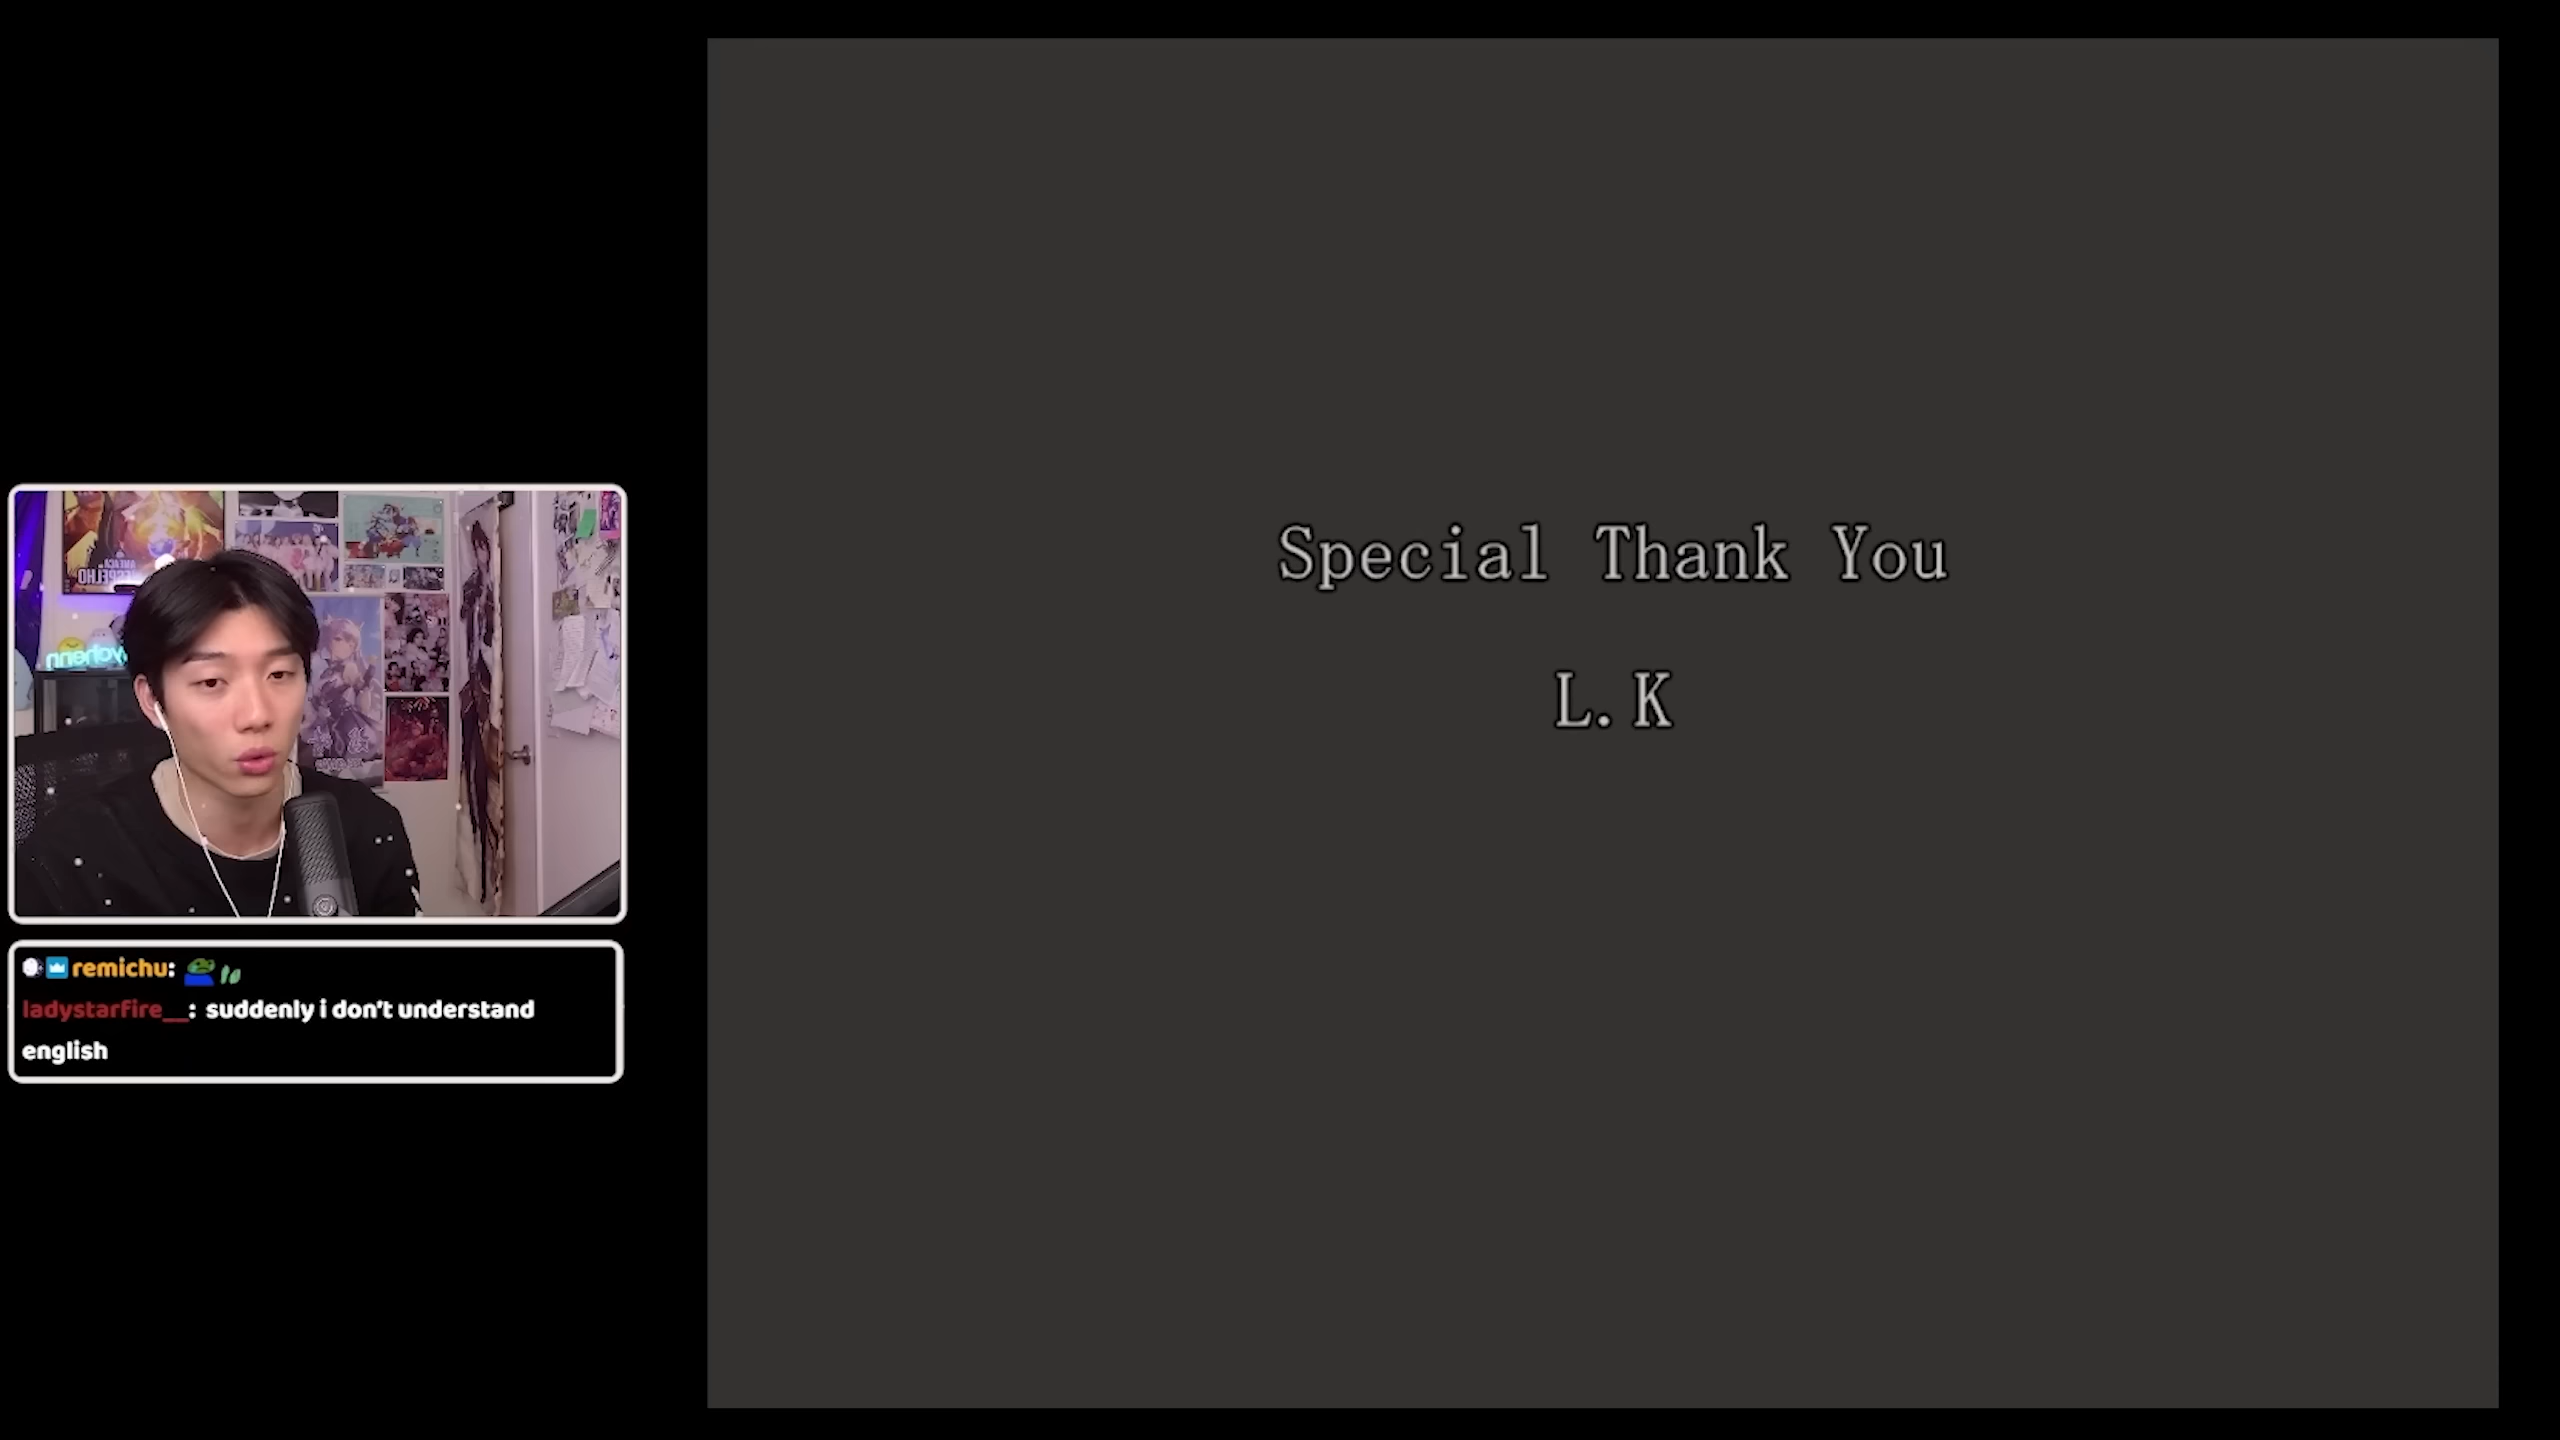 Special Thank You
L.K
remichu:
ladystarfire__: suddenly i don't understand
english